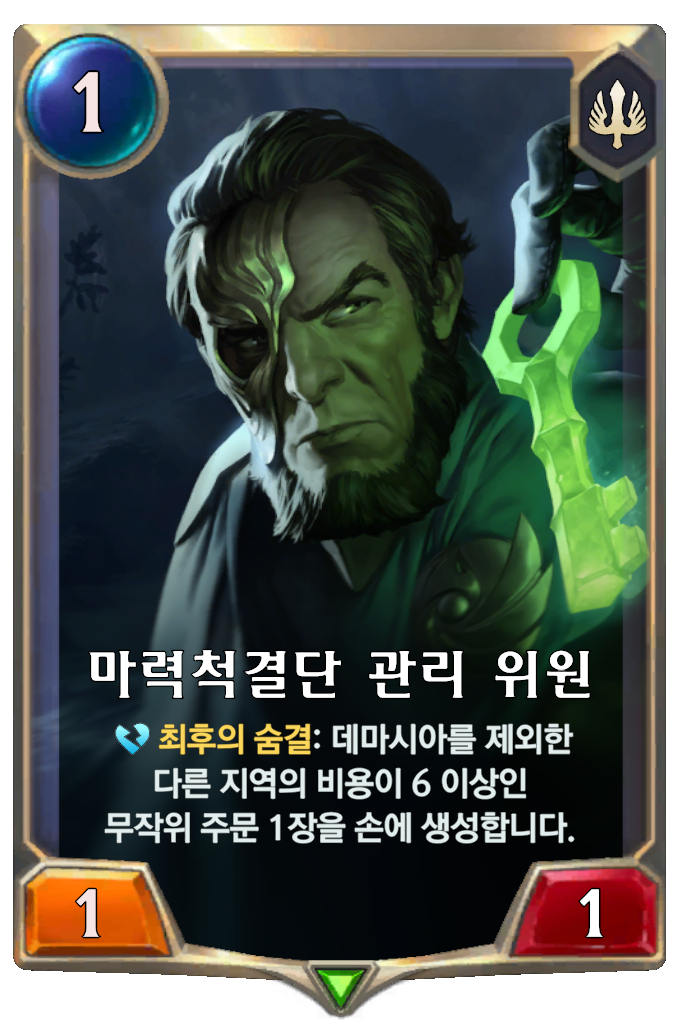 1
마력척결단 관리 위원
최후의 숨결: 데마시아를 제외한
다른 지역의 비용이 6 이상인
무작위 주문 1장을 손에 생성합니다.
1
1